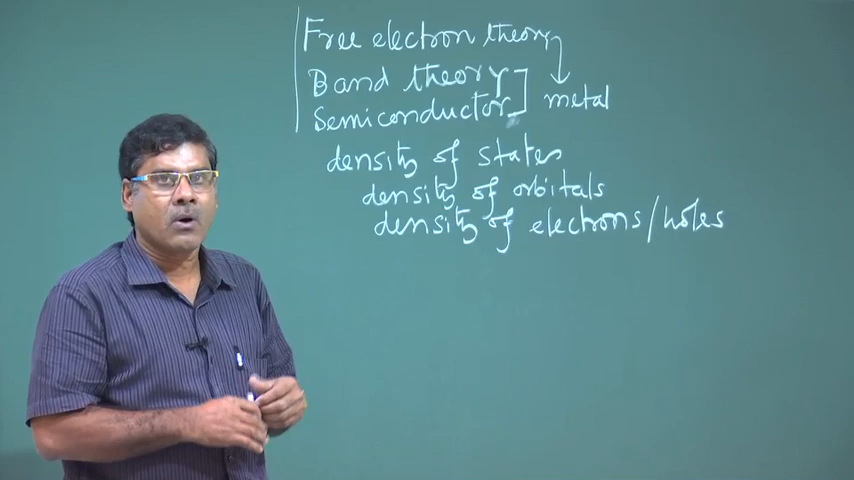 Free electron theory
Band theory
Semiconductor
metal
density of states
density of orbitals
density of electrons/holes